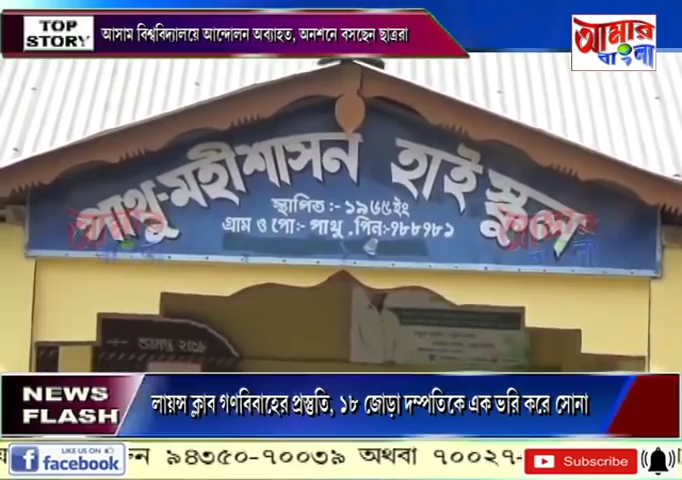 TOP STORY
আসাম বিশ্ববিদ্যালয়ে আন্দোলন অব্যাহত, অনশনে বসছেন ছাত্ররা
আমার বাংলা
পাথু-মহীশাসন হাই স্কুল
স্থাপিত :- ১৯৬৫ইং
গ্রাম ও পো:- পাথু, পিন:-৭৮৮৭৮১
NEWS FLASH
লায়ন্স ক্লাব গণবিবাহের প্রস্তুতি, ১৮ জোড়া দম্পতিকে এক ভরি করে সোনা
LIKE US ON
facebook
রুন ৯৪৩৫০-৭০০৩৯ অথবা ৭০০২৭-
Subscribe